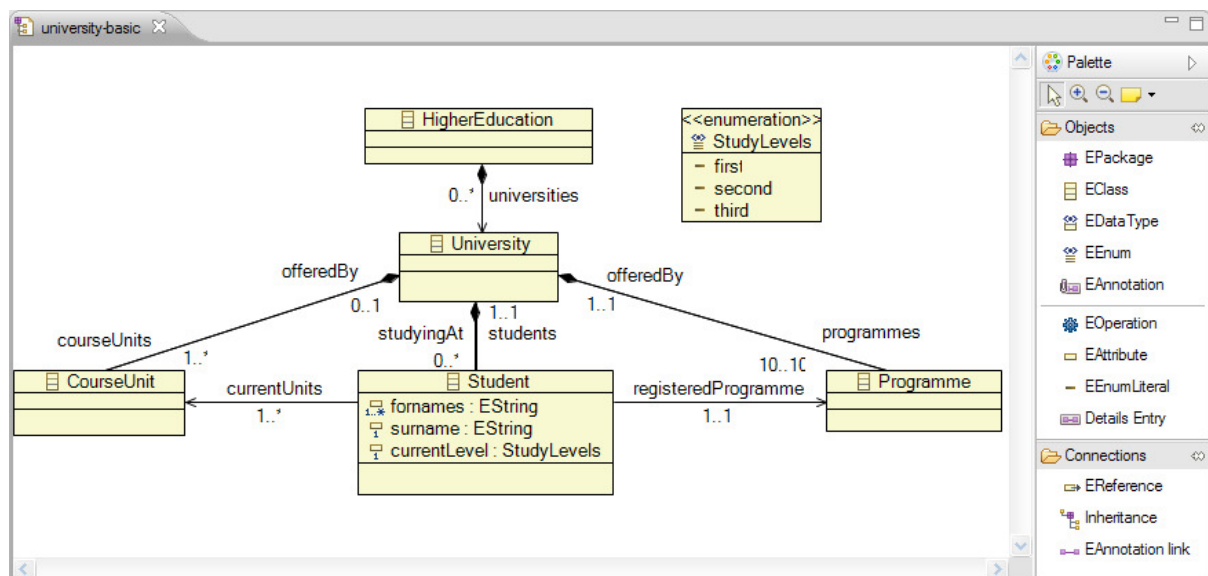 university-basic
Palette
Objects
EPackage
EClass
EDataType
EEnum
EAnnotation
EOperation
EAttribute
EEnumLiteral
Details Entry
Connections
EReference
Inheritance
EAnnotation link
HigherEducation
<<enumeration>>
StudyLevels
first
second
third
0..* universities
University
offeredBy
offeredBy
0..1
1..1
1..1
studyingAt students
courseUnits
programmes
1..*
0..*
10..10
CourseUnit
currentUnits
1..*
Student
1..* fornames : EString
1 surname : EString
1 currentLevel : StudyLevels
registeredProgramme
1..1
Programme